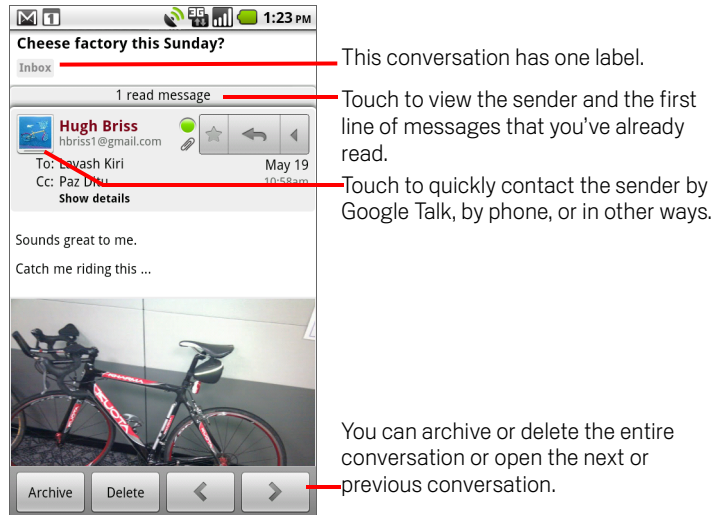 1
3G
1:23 PM
Cheese factory this Sunday?
Inbox
This conversation has one label.
1 read message
Touch to view the sender and the first
line of messages that you've already
read.
Hugh Briss
hbriss1@gmail.com
To: Lavash Kiri
May 19
Cc: Paz Ditu
10:58am
Show details
Touch to quickly contact the sender by
Google Talk, by phone, or in other ways.
Sounds great to me.
Catch me riding this ...
You can archive or delete the entire
conversation or open the next or
previous conversation.
Archive
Delete